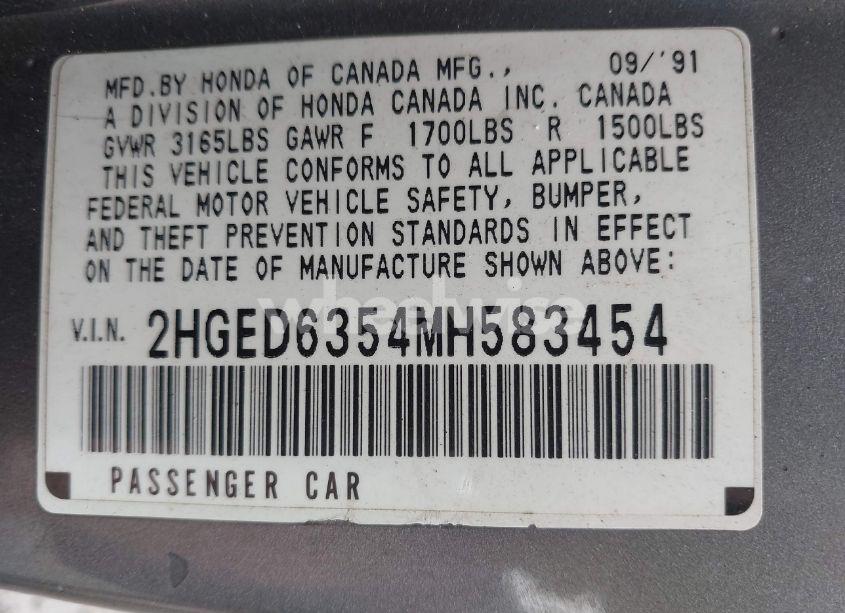 MFD.BY HONDA OF CANADA MFG., 09/'91
A DIVISION OF HONDA CANADA INC. CANADA
GVWR 3165LBS GAWR F 1700LBS R 1500LBS
THIS VEHICLE CONFORMS TO ALL APPLICABLE
FEDERAL MOTOR VEHICLE SAFETY, BUMPER,
AND THEFT PREVENTION STANDARDS IN EFFECT
ON THE DATE OF MANUFACTURE SHOWN ABOVE:
wheelwise
V.I.N. 2HGED6354MH583454
PASSENGER CAR